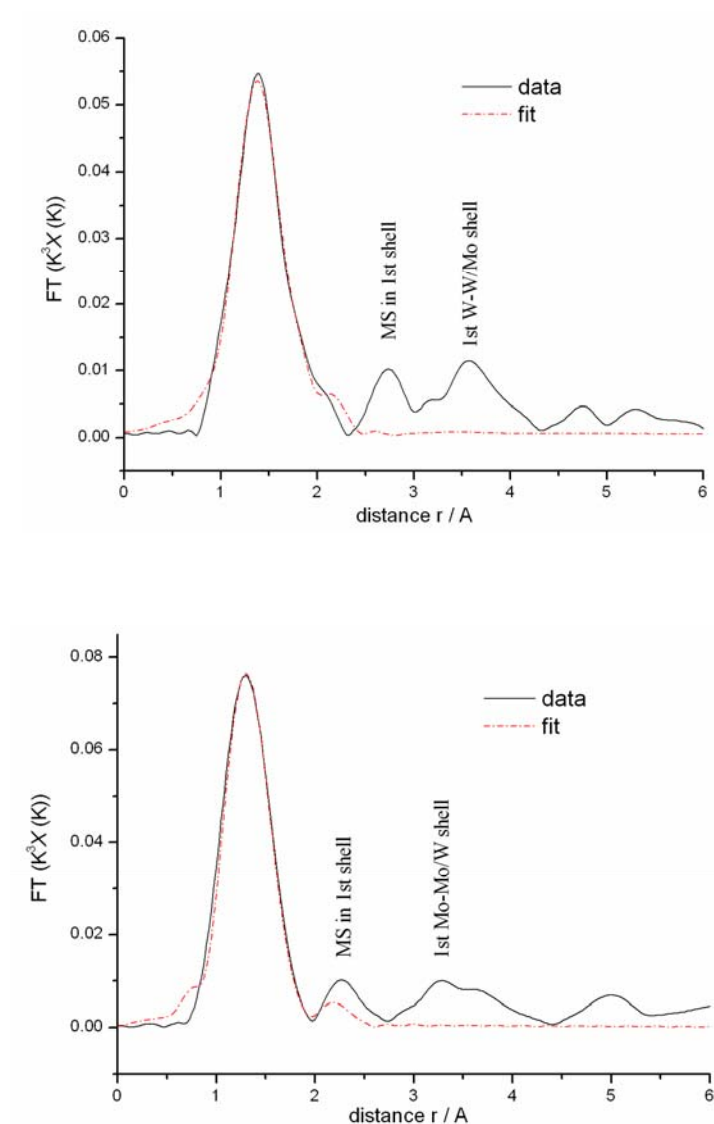 0.06
0.05
0.04
0.03
0.02
0.01
0.00
FT (K³X (K))
data
fit
MS in 1st shell
1st W-W/Mo shell
0 1 2 3 4 5 6
distance r / A
0.08
0.06
0.04
0.02
0.00
FT (K³X (K))
data
fit
MS in 1st shell
1st Mo-Mo/W shell
0 1 2 3 4 5 6
distance r / A